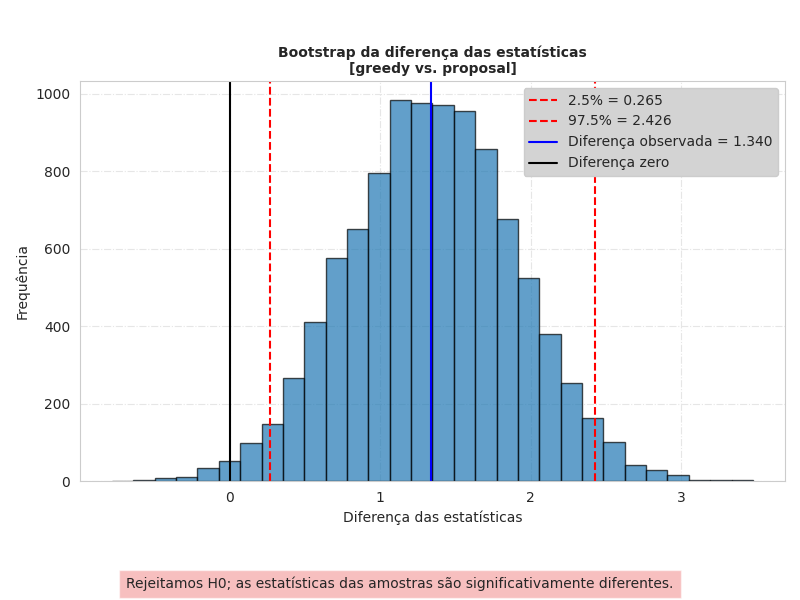 Bootstrap da diferença das estatísticas
[greedy vs. proposal]
2.5% = 0.265
97.5% = 2.426
Diferença observada = 1.340
Diferença zero
Frequência
1000
800
600
400
200
0
0
1
2
3
Diferença das estatísticas
Rejeitamos H0; as estatísticas das amostras são significativamente diferentes.